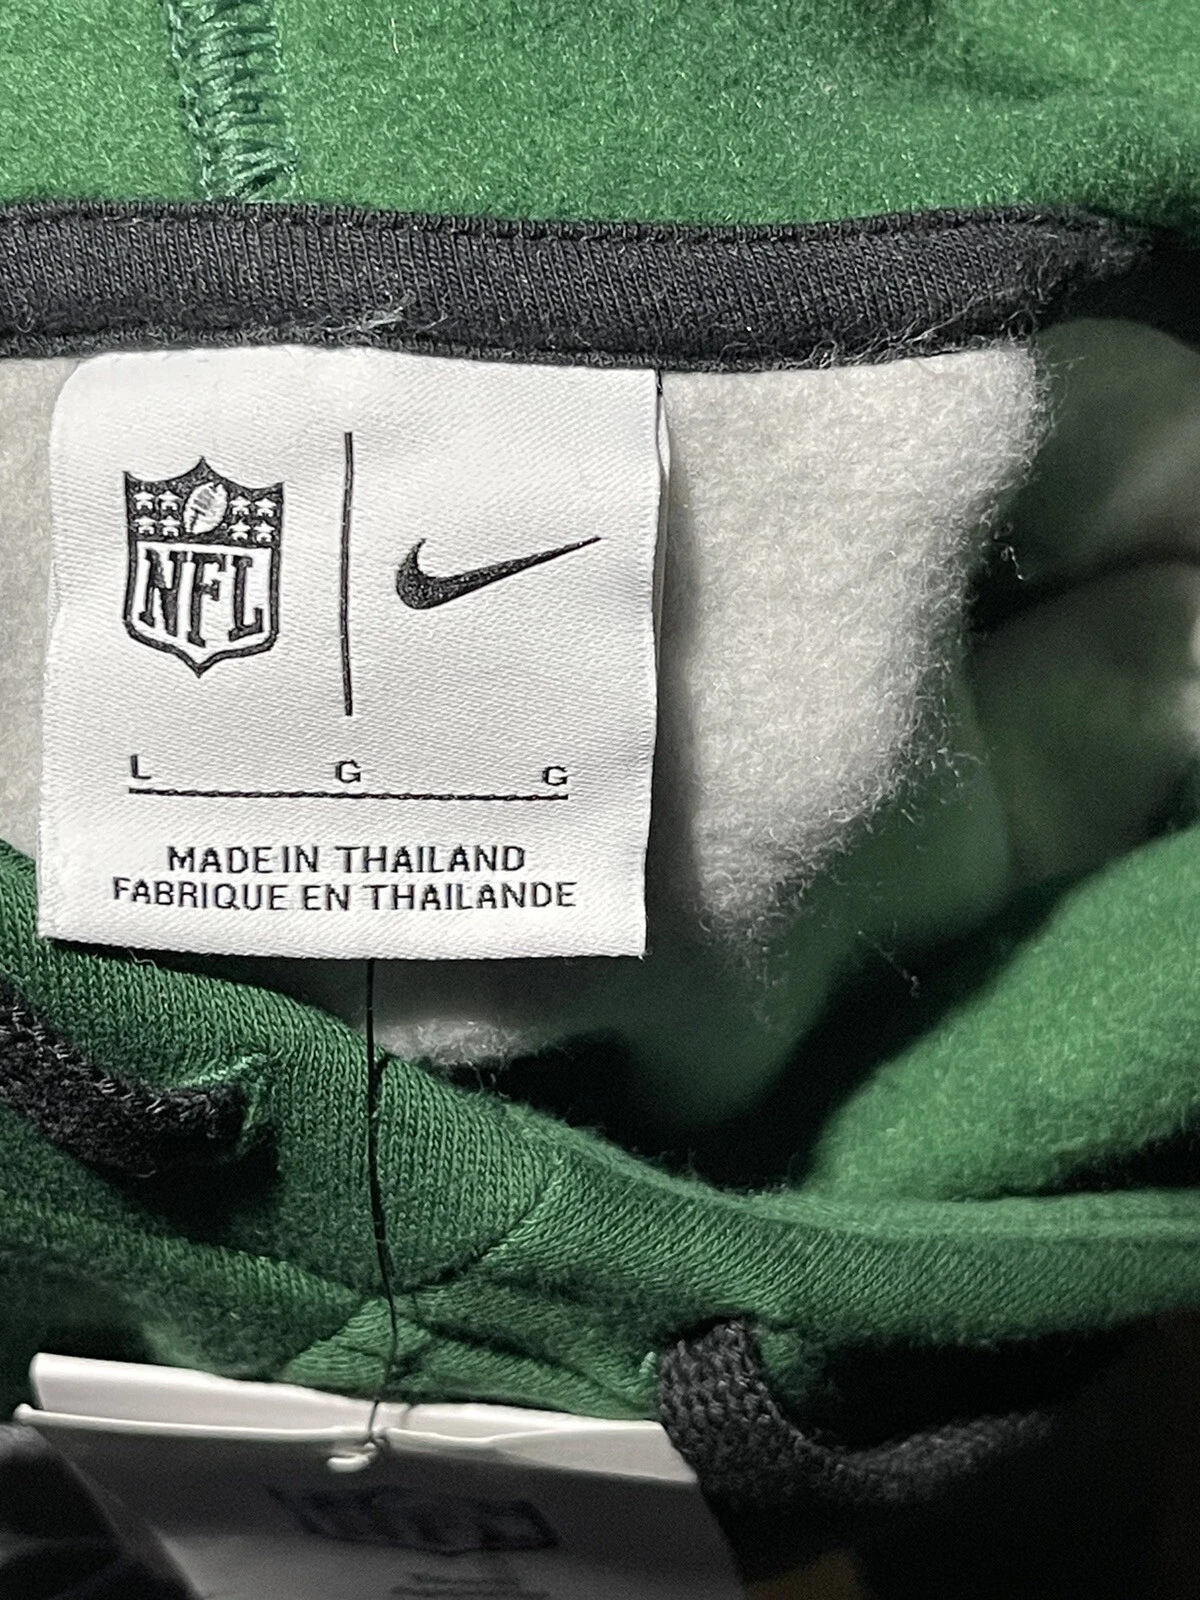 NFL
L G G
MADE IN THAILAND
FABRIQUE EN THAILANDE